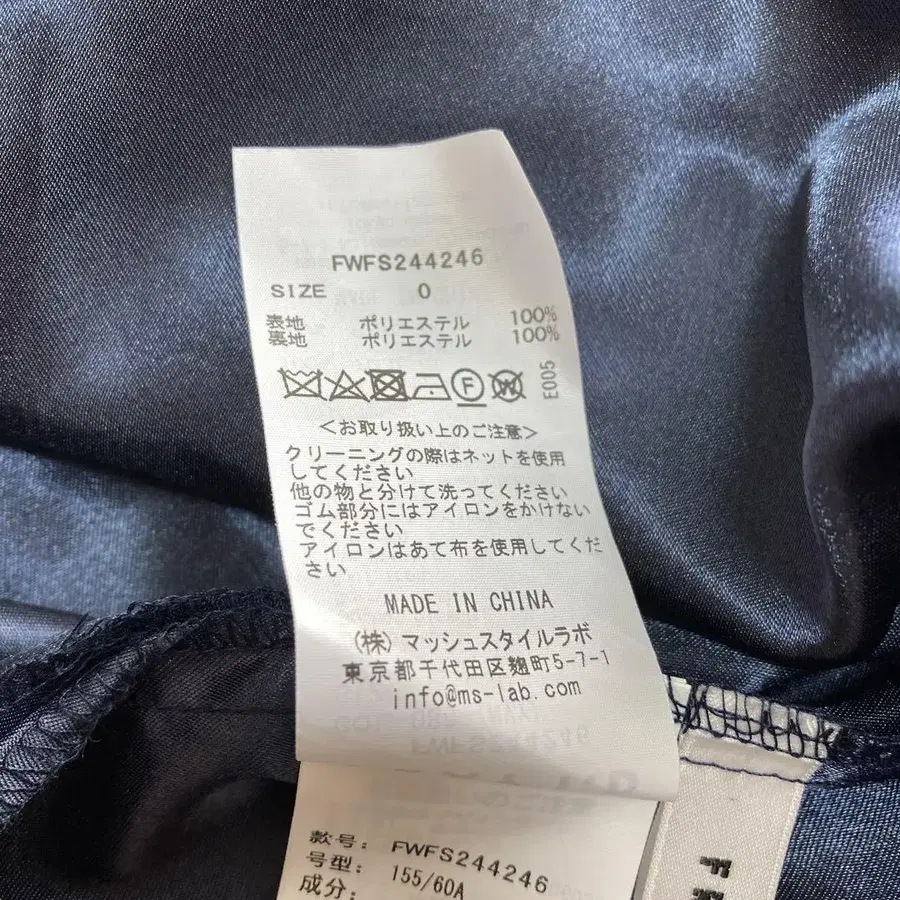 FWFS244246
SIZE 0
表地 ポリエステル 100%
裏地 ポリエステル 100%
F W E005
<お取り扱い上のご注意>
クリーニングの際はネットを使用
してください
他の物と分けて洗ってください
ゴム部分にはアイロンをかけない
でください
アイロンはあて布を使用してくだ
さい
MADE IN CHINA
(株) マッシュスタイルラボ
東京都千代田区麹町5-7-1
info@ms-lab.com
款号: FWFS244246
号型: 155/60A
成分: